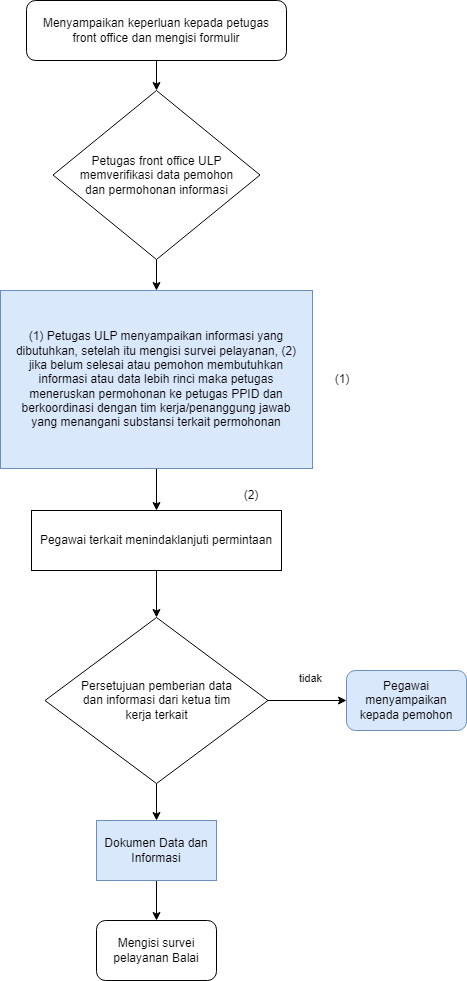 Menyampaikan keperluan kepada petugas
front office dan mengisi formulir
Petugas front office ULP
memverifikasi data pemohon
dan permohonan informasi
(1) Petugas ULP menyampaikan informasi yang
dibutuhkan, setelah itu mengisi survei pelayanan, (2)
jika belum selesai atau pemohon membutuhkan
informasi atau data lebih rinci maka petugas
meneruskan permohonan ke petugas PPID dan
berkoordinasi dengan tim kerja/penanggung jawab
yang menangani substansi terkait permohonan
(1)
(2)
Pegawai terkait menindaklanjuti permintaan
Persetujuan pemberian data
dan informasi dari ketua tim
kerja terkait
tidak
Pegawai
menyampaikan
kepada pemohon
Dokumen Data dan
Informasi
Mengisi survei
pelayanan Balai